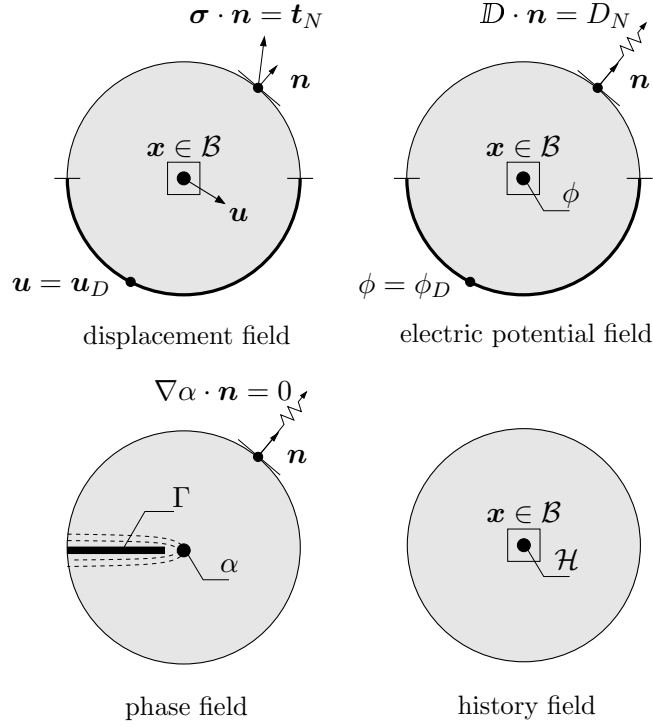 𝝈 · 𝒏 = 𝒕_N
𝒏
𝒙 ∈ ℬ
𝒖
𝒖 = 𝒖_D
displacement field
𝔻 · 𝒏 = D_N
𝒏
𝒙 ∈ ℬ
ϕ
ϕ = ϕ_D
electric potential field
∇α · 𝒏 = 0
𝒏
Γ
α
phase field
𝒙 ∈ ℬ
ℋ
history field